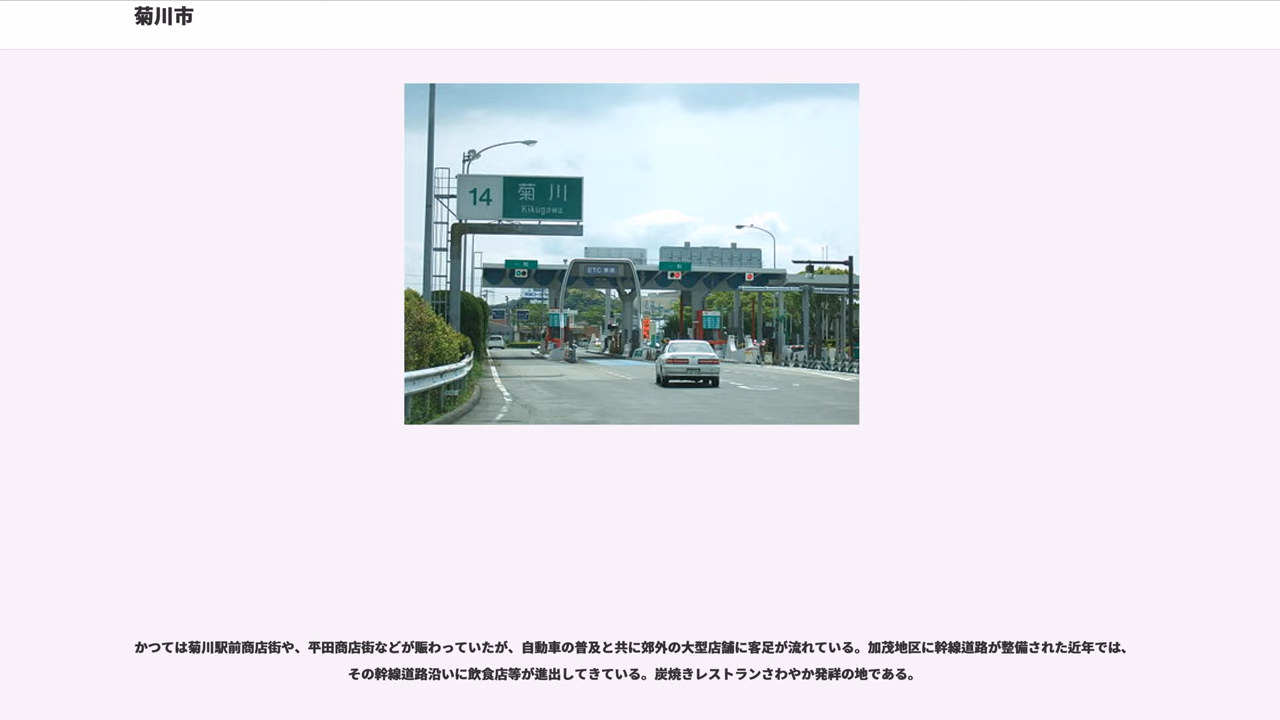 菊川市
14 菊川
Kikugawa
一般
ETC 専用
一般
かつては菊川駅前商店街や、平田商店街などが賑わっていたが、自動車の普及と共に郊外の大型店舗に客足が流れている。加茂地区に幹線道路が整備された近年では、
その幹線道路沿いに飲食店等が進出してきている。炭焼きレストランさわやか発祥の地である。